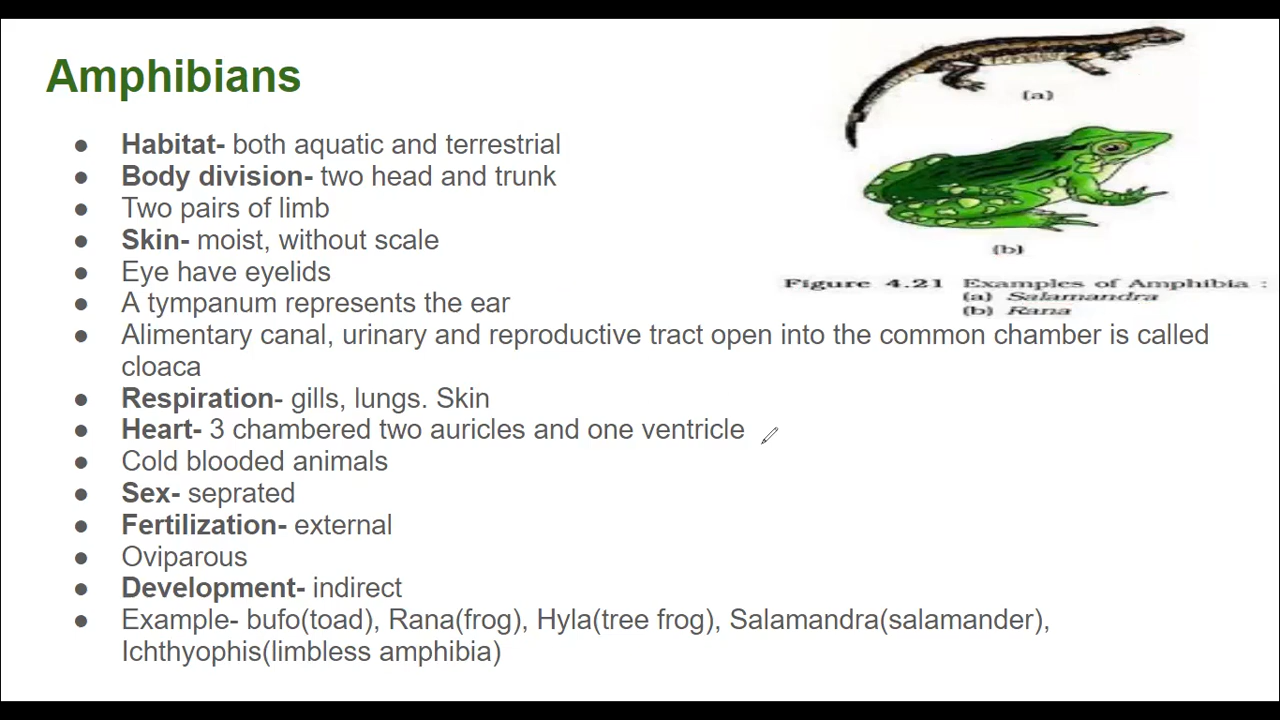 Amphibians
● Habitat- both aquatic and terrestrial
● Body division- two head and trunk
● Two pairs of limb
● Skin- moist, without scale
● Eye have eyelids
● A tympanum represents the ear
● Alimentary canal, urinary and reproductive tract open into the common chamber is called
cloaca
● Respiration- gills, lungs. Skin
● Heart- 3 chambered two auricles and one ventricle
● Cold blooded animals
● Sex- seprated
● Fertilization- external
● Oviparous
● Development- indirect
● Example- bufo(toad), Rana(frog), Hyla(tree frog), Salamandra(salamander),
Ichthyophis(limbless amphibia)
(a)
(b)
Figure 4.21 Examples of Amphibia :
(a) Salamandra
(b) Rana